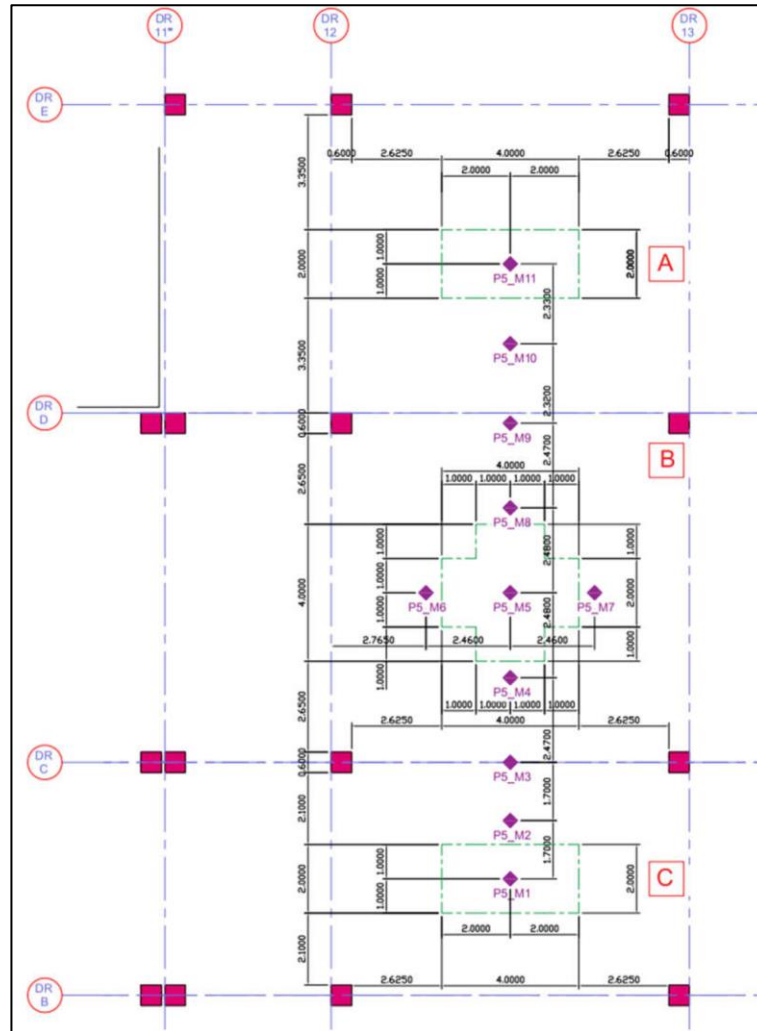 DR
11"
DR
12
DR
13
DR
E
0.6000
2.6250
4.0000
2.6250
0.6000
2.0000
2.0000
3.3500
2.0000
1.0000
1.0000
2.0000
A
P5_M11
2.3300
3.3500
P5_M10
2.3200
DR
D
0.6000
P5_M9
2.4700
B
4.0000
1.0000
1.0000
1.0000
1.0000
2.6500
P5_M8
2.4800
1.0000
1.0000
1.0000
1.0000
4.0000
1.0000
2.0000
1.0000
P5_M6
P5_M5
P5_M7
2.4800
2.7650
2.4600
2.4600
P5_M4
2.6500
1.0000
1.0000
1.0000
1.0000
2.6250
4.0000
2.6250
2.4700
DR
C
0.6000
P5_M3
1.7000
2.1000
P5_M2
1.7000
2.0000
1.0000
1.0000
2.0000
C
P5_M1
2.0000
2.0000
2.1000
2.6250
4.0000
2.6250
DR
B